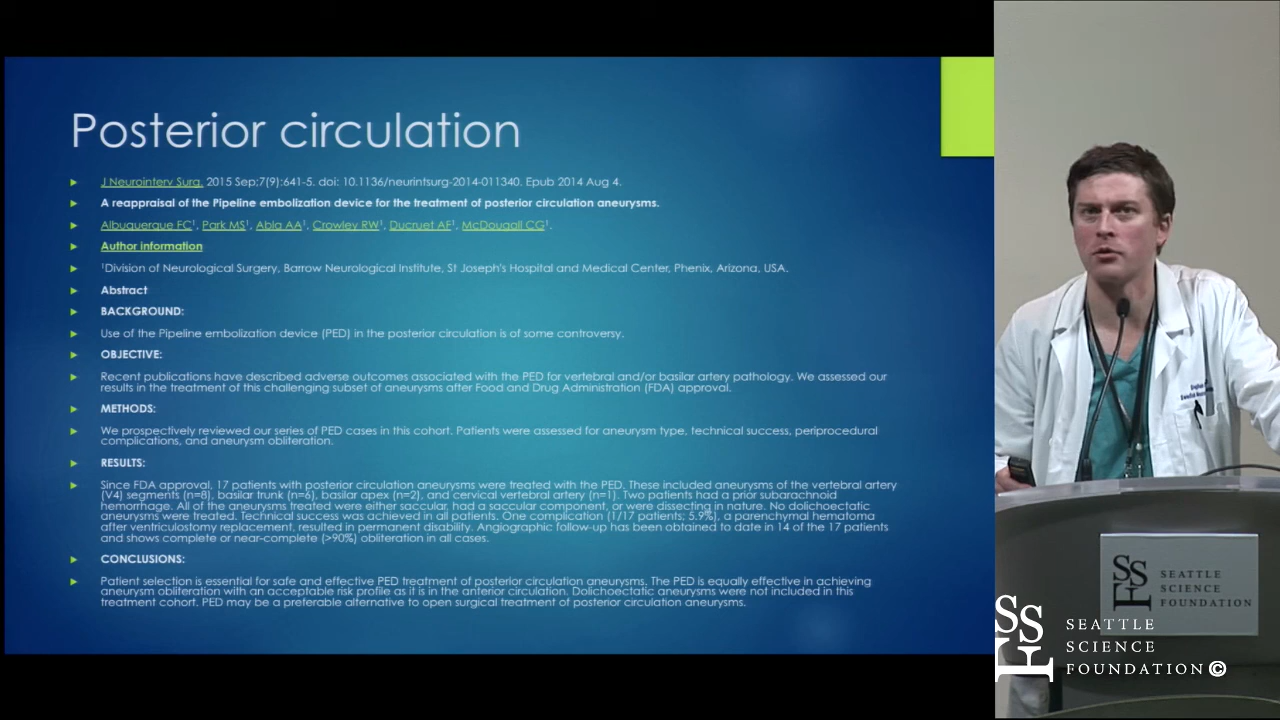 Posterior circulation
J Neurointerv Surg. 2015 Sep;7(9):641-5. doi: 10.1136/neurintsurg-2014-011340. Epub 2014 Aug 4.
A reappraisal of the Pipeline embolization device for the treatment of posterior circulation aneurysms.
Albuquerque FC¹, Park MS¹, Abla AA¹, Crowley RW¹, Ducruet AF¹, McDougall CG¹.
Author information
¹Division of Neurological Surgery, Barrow Neurological Institute, St Joseph's Hospital and Medical Center, Phenix, Arizona, USA.
Abstract
BACKGROUND:
Use of the Pipeline embolization device (PED) in the posterior circulation is of some controversy.
OBJECTIVE:
Recent publications have described adverse outcomes associated with the PED for vertebral and/or basilar artery pathology. We assessed our
results in the treatment of this challenging subset of aneurysms after Food and Drug Administration (FDA) approval.
METHODS:
We prospectively reviewed our series of PED cases in this cohort. Patients were assessed for aneurysm type, technical success, periprocedural
complications, and aneurysm obliteration.
RESULTS:
Since FDA approval, 17 patients with posterior circulation aneurysms were treated with the PED. These included aneurysms of the vertebral artery
(V4) segments (n=8), basilar trunk (n=6), basilar apex (n=2), and cervical vertebral artery (n=1). Two patients had a prior subarachnoid
hemorrhage. All of the aneurysms treated were either saccular, had a saccular component, or were dissecting in nature. No dolichoectatic
aneurysms were treated. Technical success was achieved in all patients. One complication (1/17 patients; 5.9%), a parenchymal hematoma
after ventriculostomy replacement, resulted in permanent disability. Angiographic follow-up has been obtained to date in 14 of the 17 patients
and shows complete or near-complete (>90%) obliteration in all cases.
CONCLUSIONS:
Patient selection is essential for safe and effective PED treatment of posterior circulation aneurysms. The PED is equally effective in achieving
aneurysm obliteration with an acceptable risk profile as it is in the anterior circulation. Dolichoectatic aneurysms were not included in this
treatment cohort. PED may be a preferable alternative to open surgical treatment of posterior circulation aneurysms.
SSF
SEATTLE
SCIENCE
FOUNDATION
SSF
SEATTLE
SCIENCE
FOUNDATION©